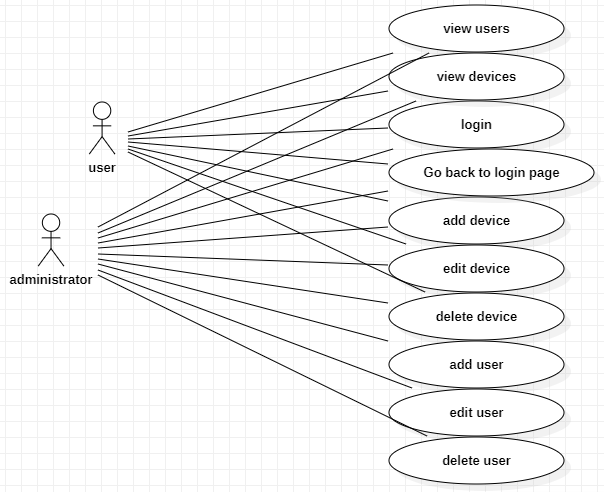 view users
view devices
login
user
Go back to login page
add device
administrator
edit device
delete device
add user
edit user
delete user